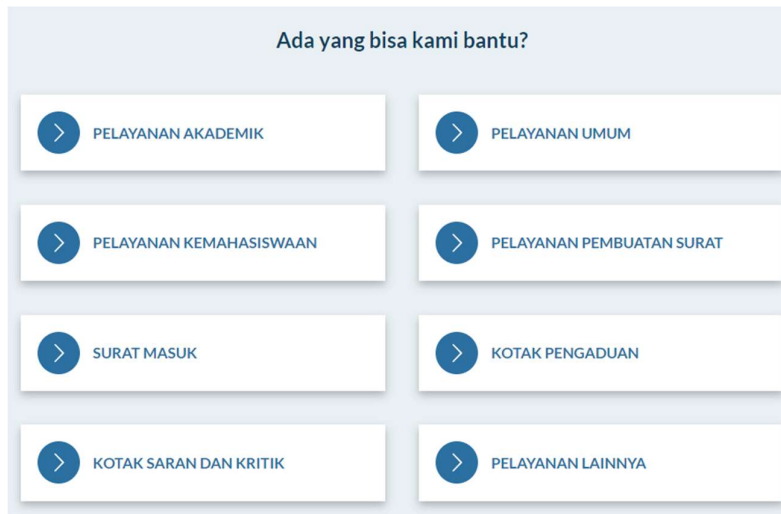 Ada yang bisa kami bantu?
PELAYANAN AKADEMIK
PELAYANAN UMUM
PELAYANAN KEMAHASISWAAN
PELAYANAN PEMBUATAN SURAT
SURAT MASUK
KOTAK PENGADUAN
KOTAK SARAN DAN KRITIK
PELAYANAN LAINNYA